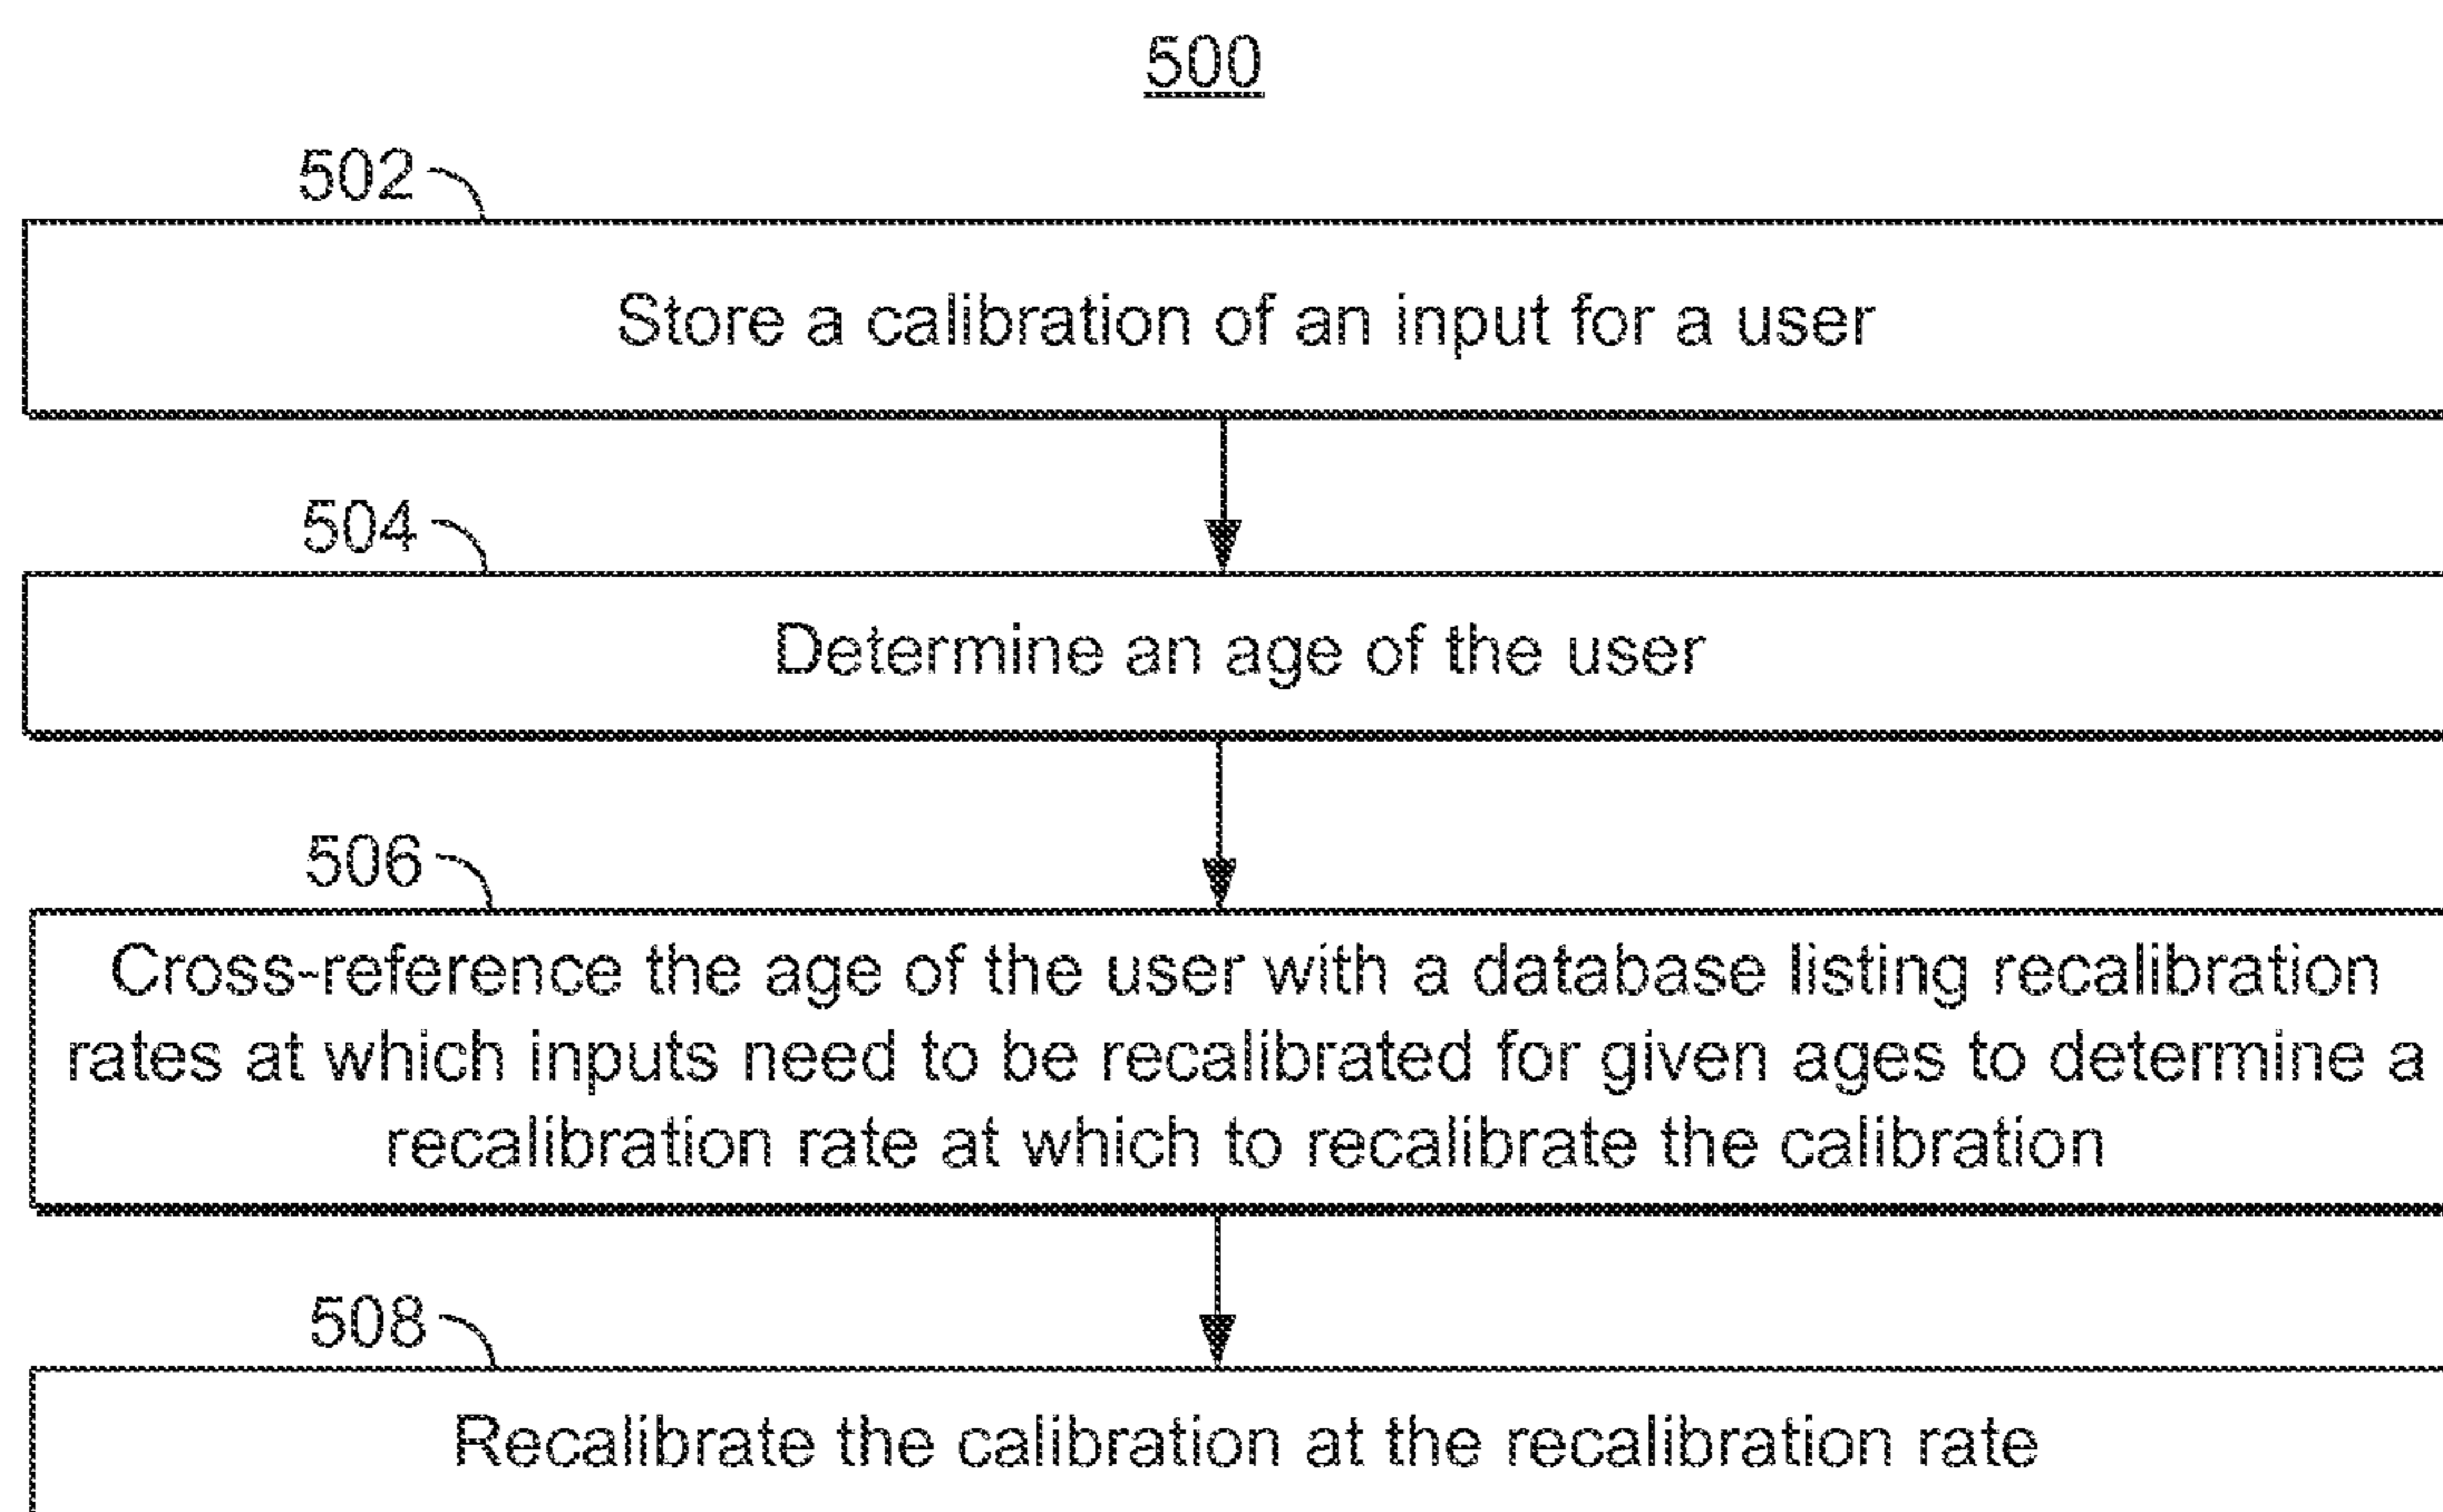 500
502
Store a calibration of an input for a user
504
Determine an age of the user
506
Cross-reference the age of the user with a database listing recalibration
rates at which inputs need to be recalibrated for given ages to determine a
recalibration rate at which to recalibrate the calibration
508
Recalibrate the calibration at the recalibration rate